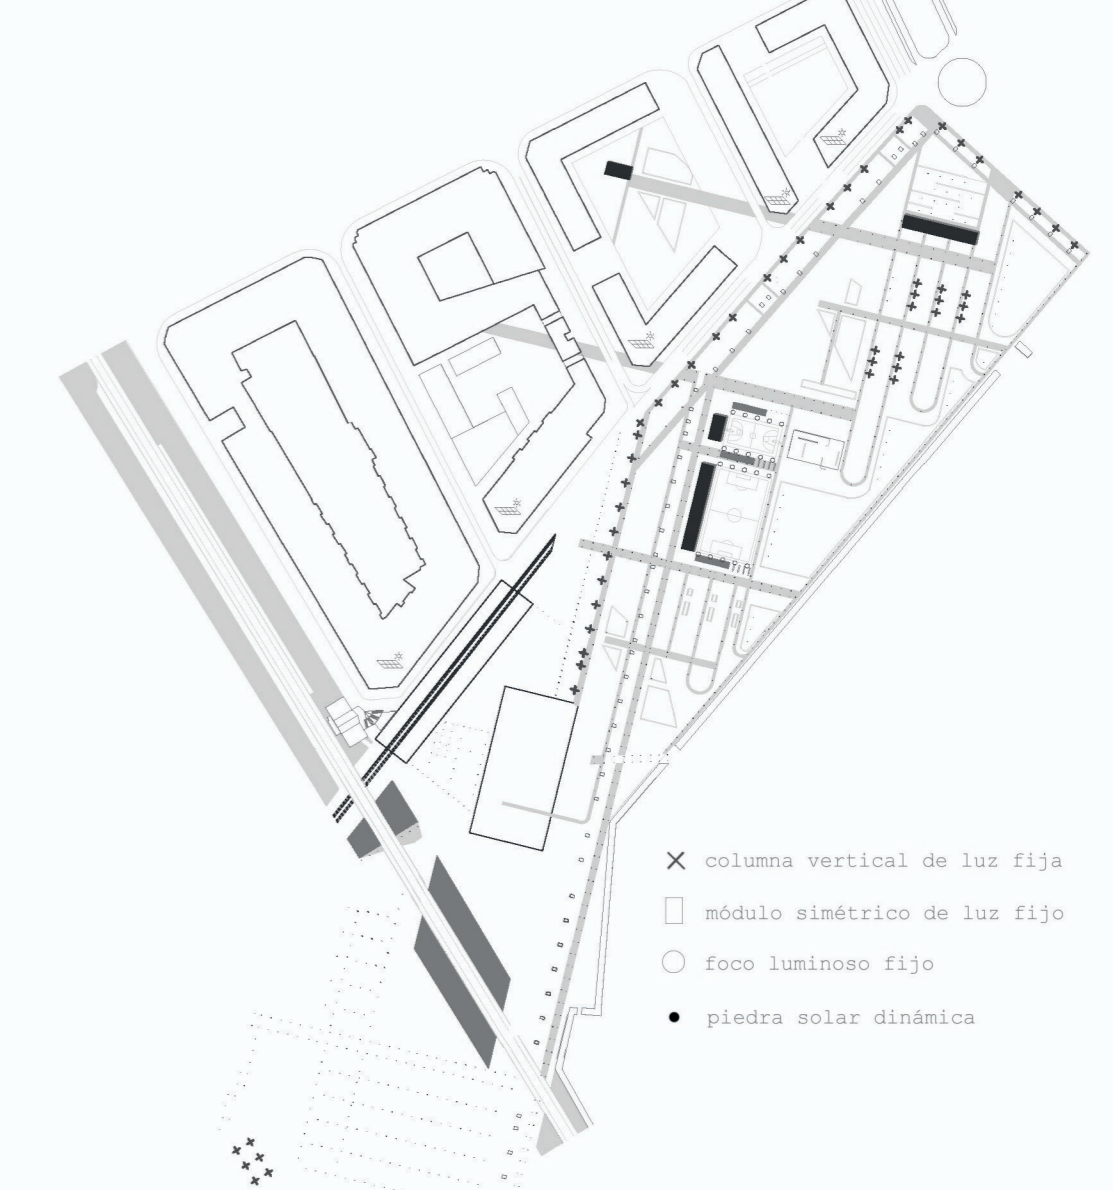 columna vertical de luz fija
módulo simétrico de luz fijo
foco luminoso fijo
piedra solar dinámica